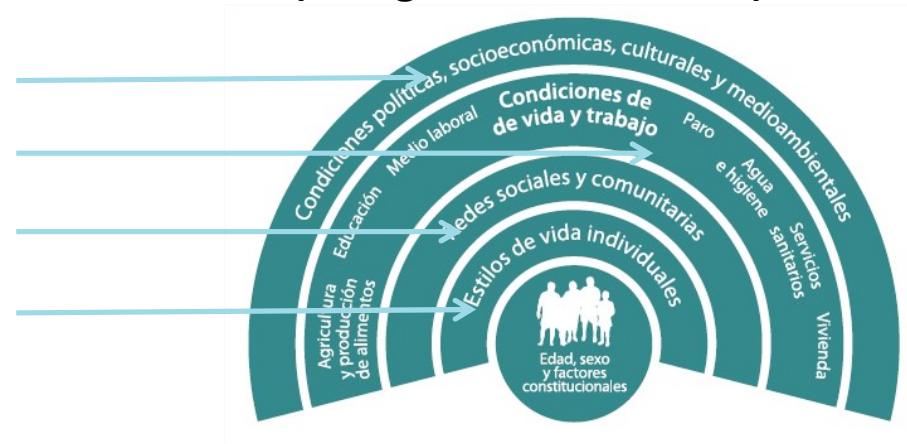 Condiciones políticas, socioeconómicas, culturales y medioambientales
Condiciones de
de vida y trabajo
Agricultura
y producción
de alimentos
Educación
Medio laboral
Paro
Agua
e higiene
Servicios
sanitarios
Vivienda
Redes sociales y comunitarias
Estilos de vida individuales
Edad, sexo
y factores
constitucionales